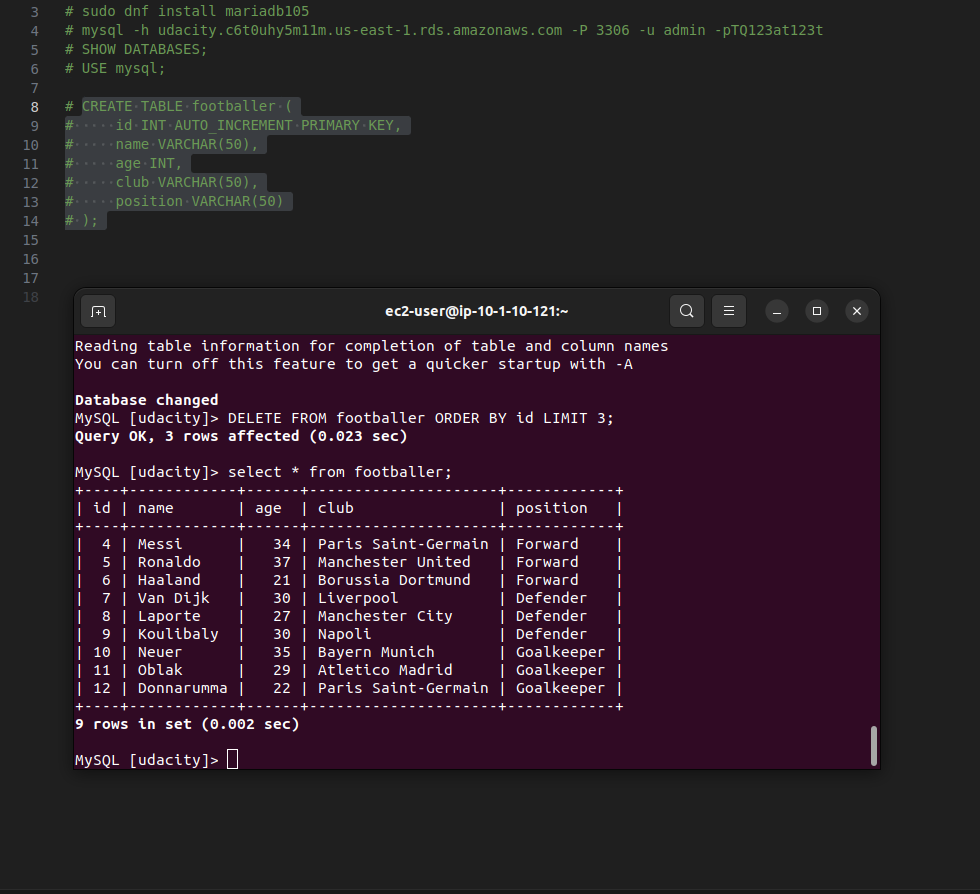 3 # sudo dnf install mariadb105
4 # mysql -h udacity.c6t0uhy5m11m.us-east-1.rds.amazonaws.com -P 3306 -u admin -pTQ123at123t
5 # SHOW DATABASES;
6 # USE mysql;
7
8 # CREATE TABLE footballer (
9 #     id INT AUTO_INCREMENT PRIMARY KEY,
10 #     name VARCHAR(50),
11 #     age INT,
12 #     club VARCHAR(50),
13 #     position VARCHAR(50)
14 # );
15
16
17
18
ec2-user@ip-10-1-10-121:~
Reading table information for completion of table and column names
You can turn off this feature to get a quicker startup with -A
Database changed
MySQL [udacity]> DELETE FROM footballer ORDER BY id LIMIT 3;
Query OK, 3 rows affected (0.023 sec)
MySQL [udacity]> select * from footballer;
+----+------------+------+---------------------+------------+
| id | name       | age  | club                | position   |
+----+------------+------+---------------------+------------+
|  4 | Messi      |   34 | Paris Saint-Germain | Forward    |
|  5 | Ronaldo    |   37 | Manchester United   | Forward    |
|  6 | Haaland    |   21 | Borussia Dortmund   | Forward    |
|  7 | Van Dijk   |   30 | Liverpool           | Defender   |
|  8 | Laporte    |   27 | Manchester City     | Defender   |
|  9 | Koulibaly  |   30 | Napoli              | Defender   |
| 10 | Neuer      |   35 | Bayern Munich       | Goalkeeper |
| 11 | Oblak      |   29 | Atletico Madrid     | Goalkeeper |
| 12 | Donnarumma |   22 | Paris Saint-Germain | Goalkeeper |
+----+------------+------+---------------------+------------+
9 rows in set (0.002 sec)
MySQL [udacity]>